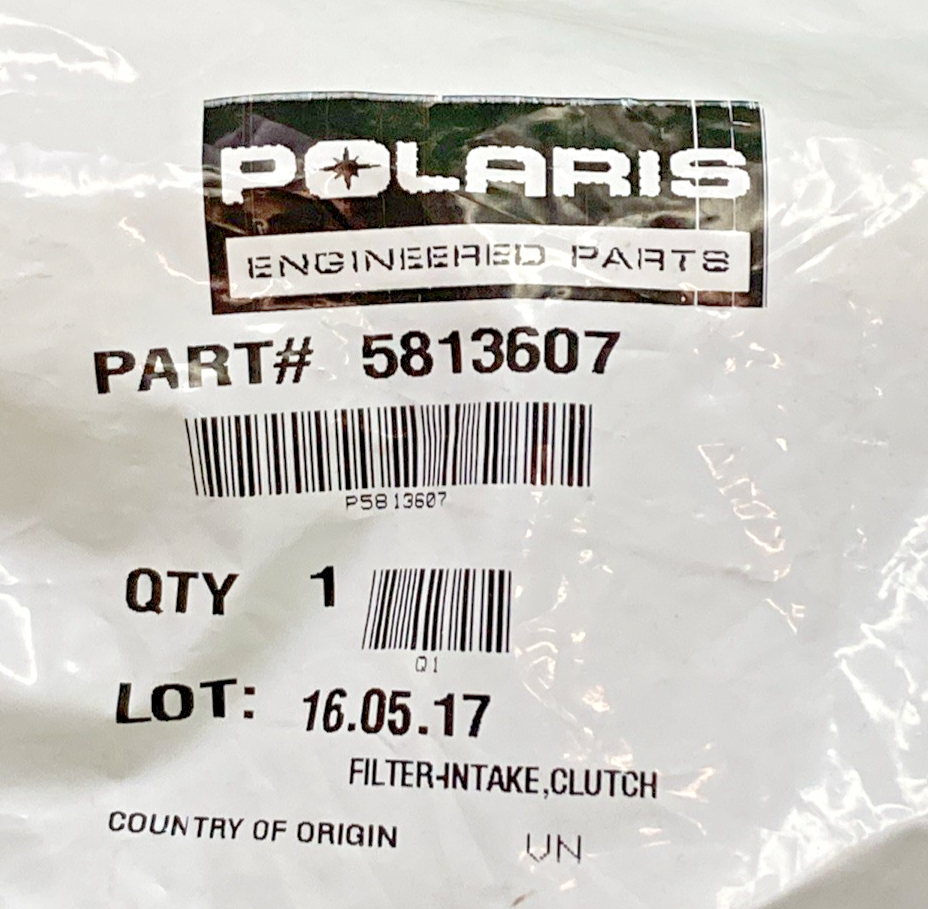 POLARIS
ENGINEERED PARTS
PART# 5813607
P5813607
QTY 1
Q1
LOT: 16.05.17
FILTER-INTAKE,CLUTCH
COUNTRY OF ORIGIN UN